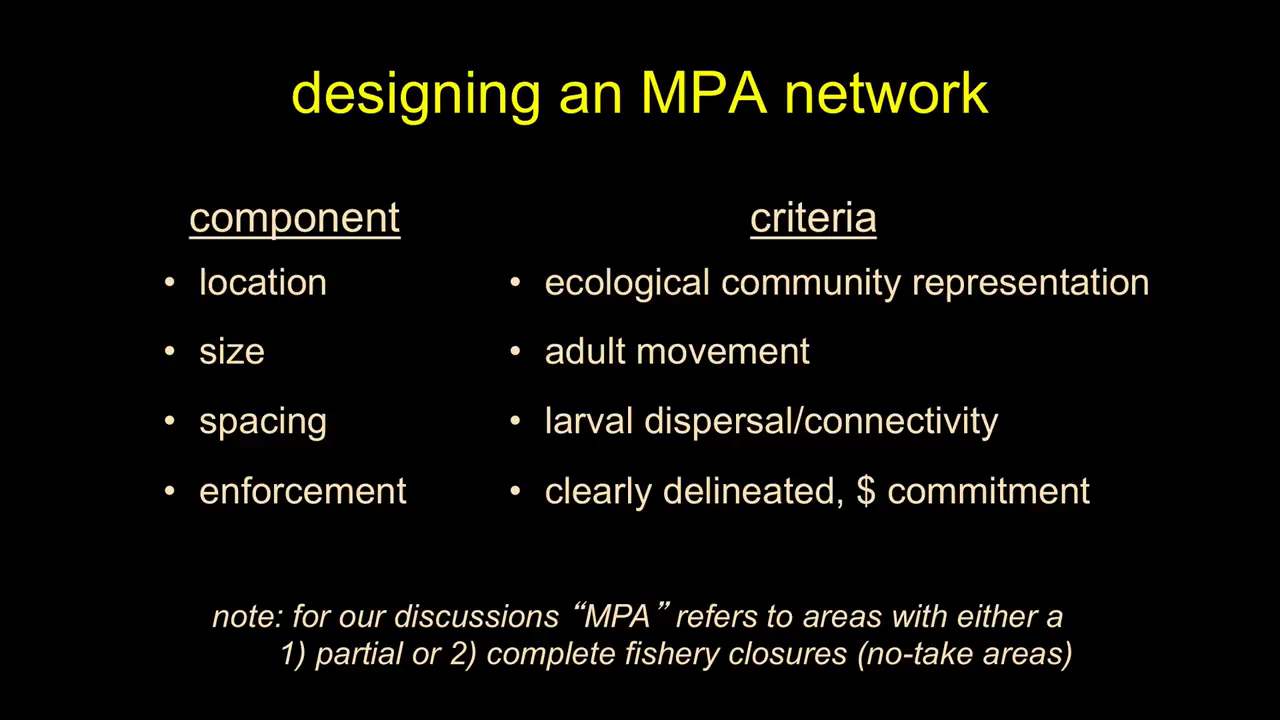 designing an MPA network
component criteria
• location • ecological community representation
• size • adult movement
• spacing • larval dispersal/connectivity
• enforcement • clearly delineated, $ commitment
note: for our discussions “MPA” refers to areas with either a
1) partial or 2) complete fishery closures (no-take areas)